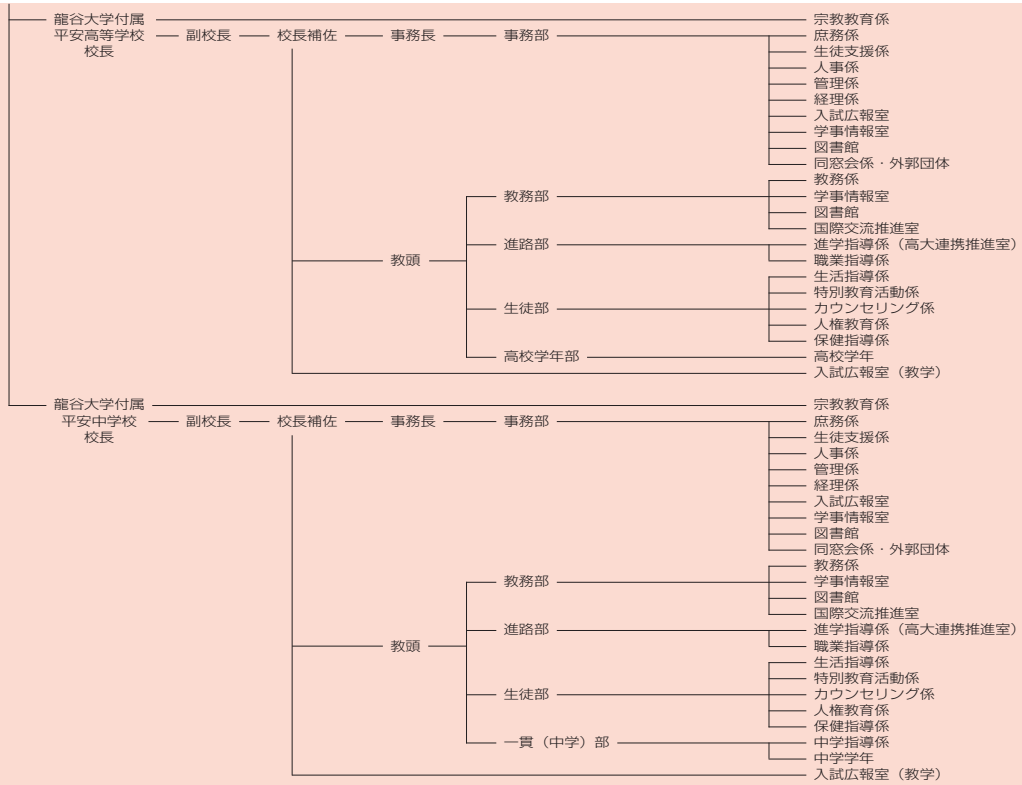 龍谷大学付属 宗教教育係
平安高等学校 副校長 校長補佐 事務長 事務部 庶務係
校長 生徒支援係
人事係
管理係
経理係
入試広報室
学事情報室
図書館
同窓会係・外郭団体
教務係
教務部 学事情報室
図書館
国際交流推進室
進路部 進学指導係（高大連携推進室）
教頭 職業指導係
生活指導係
特別教育活動係
生徒部 カウンセリング係
人権教育係
保健指導係
高校学年部 高校学年
入試広報室（教学）
龍谷大学付属 宗教教育係
平安中学校 副校長 校長補佐 事務長 事務部 庶務係
校長 生徒支援係
人事係
管理係
経理係
入試広報室
学事情報室
図書館
同窓会係・外郭団体
教務係
教務部 学事情報室
図書館
国際交流推進室
進路部 進学指導係（高大連携推進室）
教頭 職業指導係
生活指導係
特別教育活動係
生徒部 カウンセリング係
人権教育係
保健指導係
一貫（中学）部 中学指導係
中学学年
入試広報室（教学）